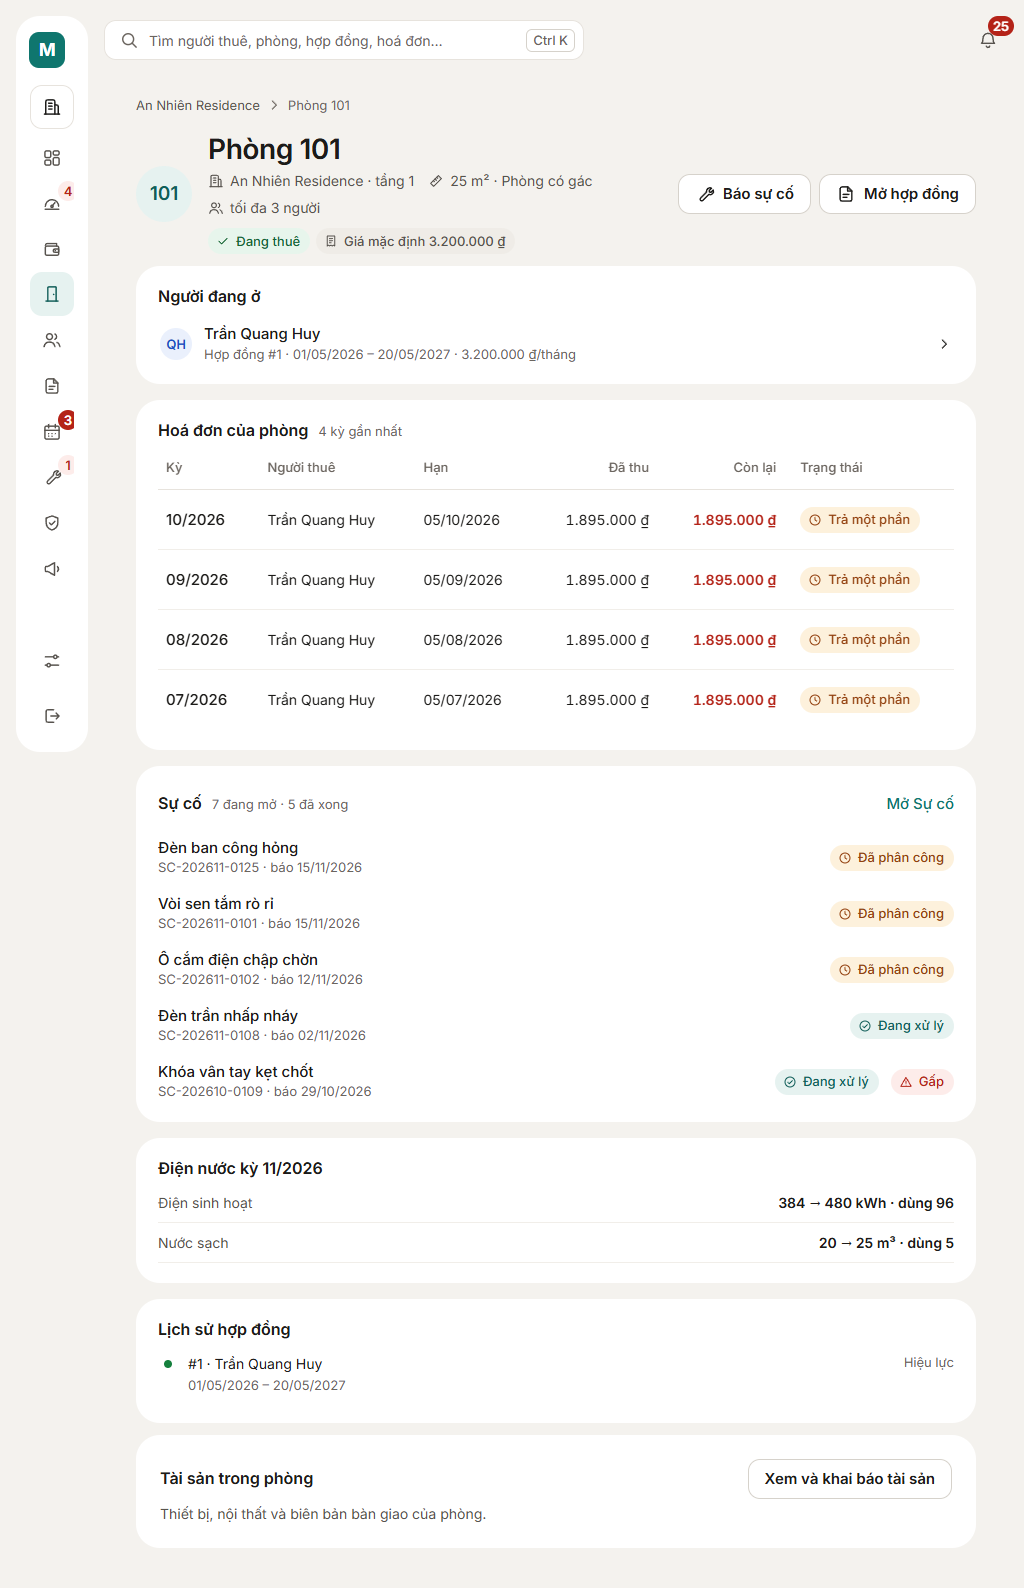 M
Tìm người thuê, phòng, hợp đồng, hoá đơn...
Ctrl K
25
4
3
1
An Nhiên Residence > Phòng 101
101
Phòng 101
An Nhiên Residence · tầng 1
25 m² · Phòng có gác
tối đa 3 người
Đang thuê
Giá mặc định 3.200.000 ₫
Báo sự cố
Mở hợp đồng
Người đang ở
QH
Trần Quang Huy
Hợp đồng #1 · 01/05/2026 – 20/05/2027 · 3.200.000 ₫/tháng
Hoá đơn của phòng 4 kỳ gần nhất
Kỳ Người thuê Hạn Đã thu Còn lại Trạng thái
10/2026 Trần Quang Huy 05/10/2026 1.895.000 ₫ 1.895.000 ₫ Trả một phần
09/2026 Trần Quang Huy 05/09/2026 1.895.000 ₫ 1.895.000 ₫ Trả một phần
08/2026 Trần Quang Huy 05/08/2026 1.895.000 ₫ 1.895.000 ₫ Trả một phần
07/2026 Trần Quang Huy 05/07/2026 1.895.000 ₫ 1.895.000 ₫ Trả một phần
Sự cố 7 đang mở · 5 đã xong Mở Sự cố
Đèn ban công hỏng
SC-202611-0125 · báo 15/11/2026
Đã phân công
Vòi sen tắm rò rỉ
SC-202611-0101 · báo 15/11/2026
Đã phân công
Ổ cắm điện chập chờn
SC-202611-0102 · báo 12/11/2026
Đã phân công
Đèn trần nhấp nháy
SC-202611-0108 · báo 02/11/2026
Đang xử lý
Khóa vân tay kẹt chốt
SC-202610-0109 · báo 29/10/2026
Đang xử lý
Gấp
Điện nước kỳ 11/2026
Điện sinh hoạt 384 → 480 kWh · dùng 96
Nước sạch 20 → 25 m³ · dùng 5
Lịch sử hợp đồng
#1 · Trần Quang Huy Hiệu lực
01/05/2026 – 20/05/2027
Tài sản trong phòng
Xem và khai báo tài sản
Thiết bị, nội thất và biên bản bàn giao của phòng.